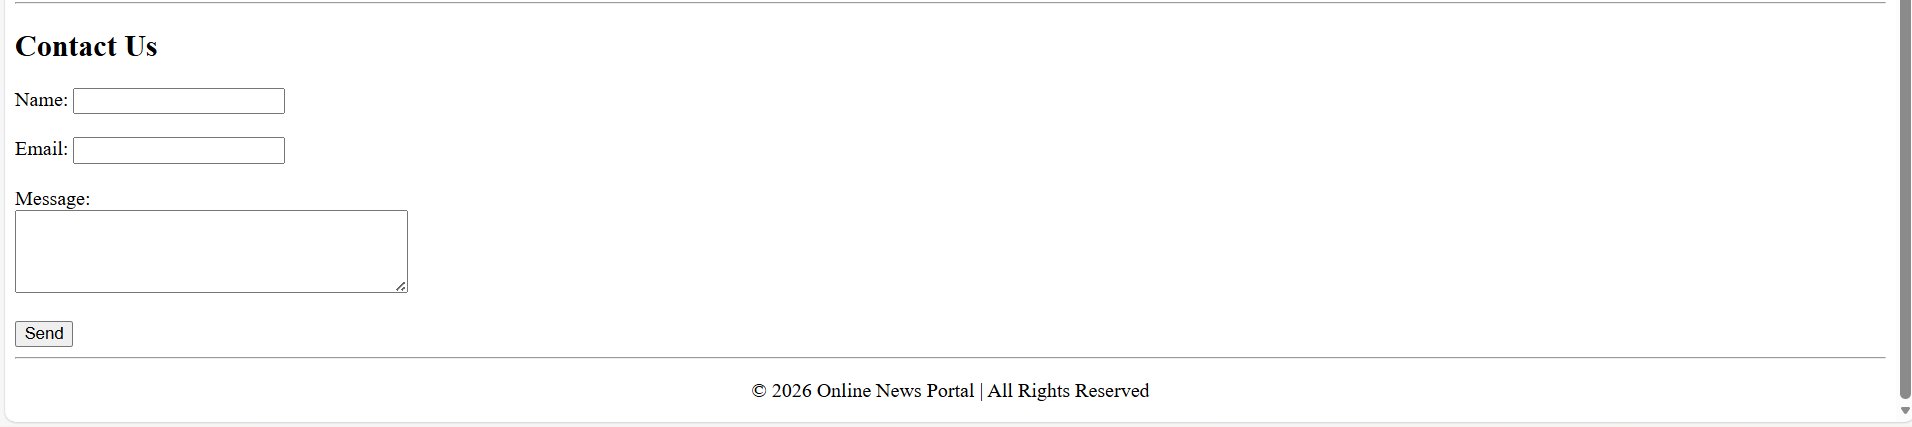 Contact Us
Name:
Email:
Message:
Send
© 2026 Online News Portal | All Rights Reserved